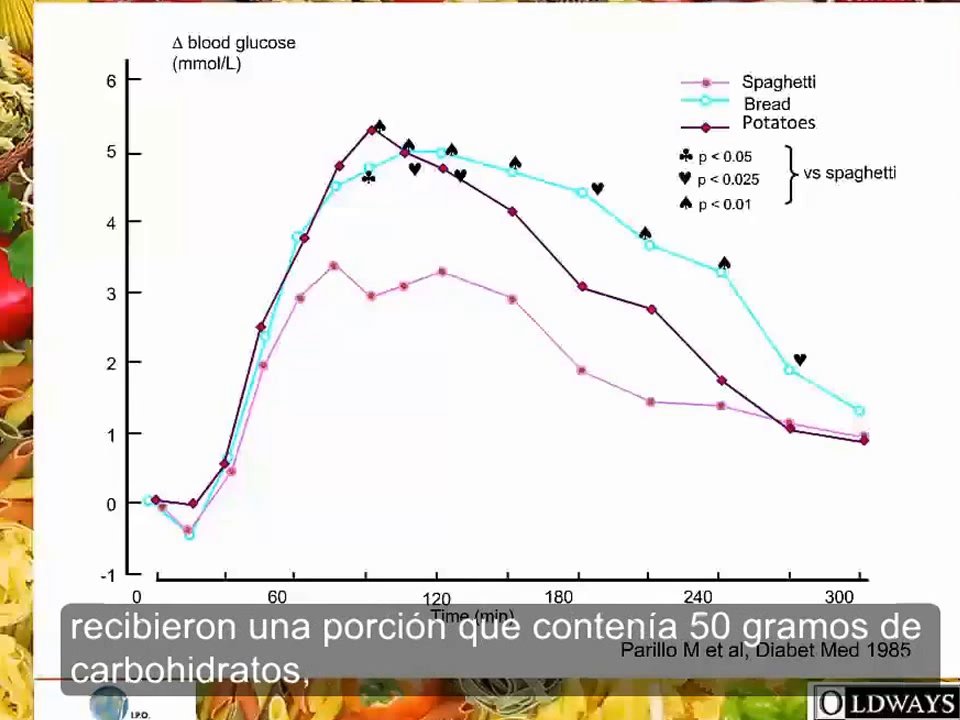 Δ blood glucose
(mmol/L)
6
5
4
3
2
1
0
-1
Spaghetti
Bread
Potatoes
♣ p < 0.05
♥ p < 0.025
♠ p < 0.01
vs spaghetti
0 60 120 180 240 300
Time (min)
recibieron una porción que contenía 50 gramos de
carbohidratos,
Parillo M et al, Diabet Med 1985
I.P.O.
OLDWAYS